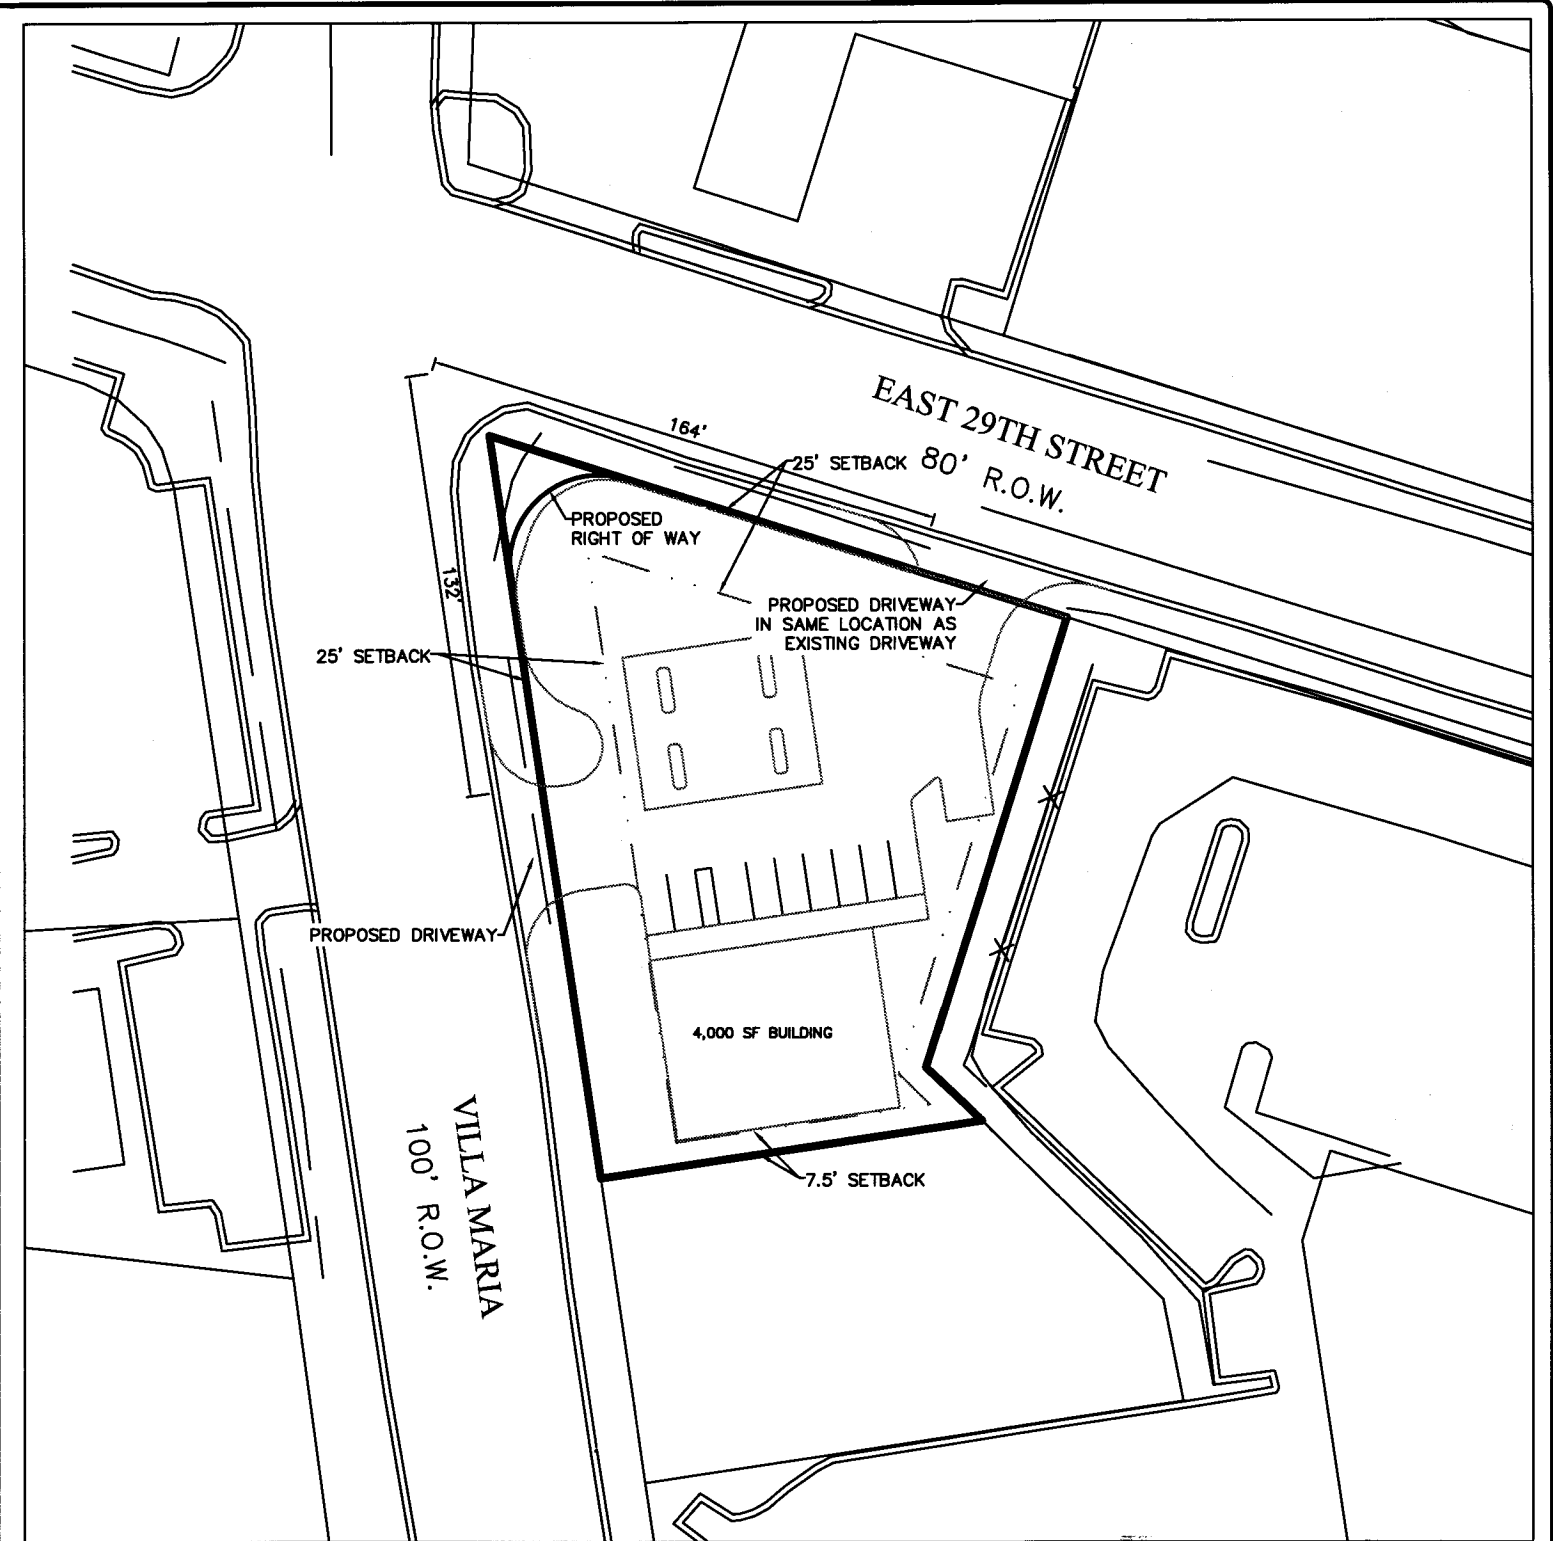 EAST 29TH STREET
80' R.O.W.
164'
25' SETBACK
PROPOSED
RIGHT OF WAY
132'
PROPOSED DRIVEWAY
IN SAME LOCATION AS
EXISTING DRIVEWAY
25' SETBACK
PROPOSED DRIVEWAY
4,000 SF BUILDING
VILLA MARIA
100' R.O.W.
7.5' SETBACK